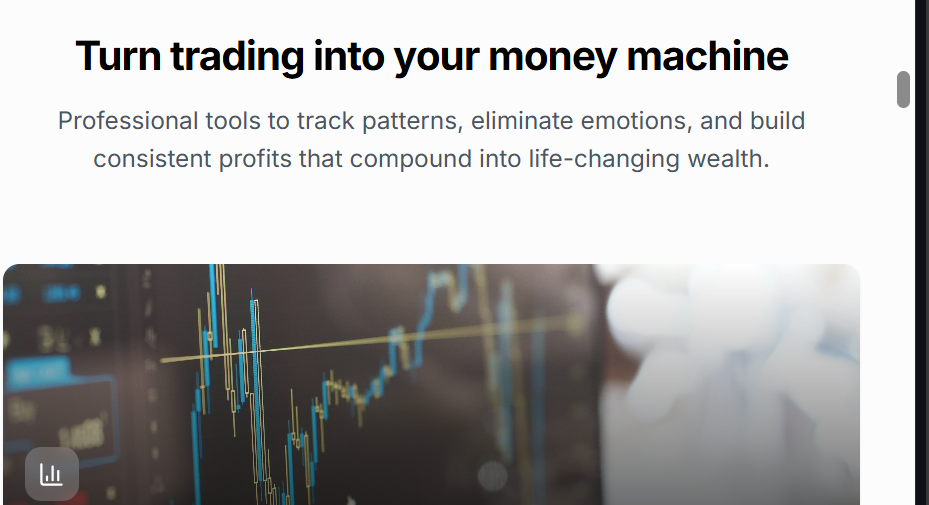 Turn trading into your money machine
Professional tools to track patterns, eliminate emotions, and build
consistent profits that compound into life-changing wealth.